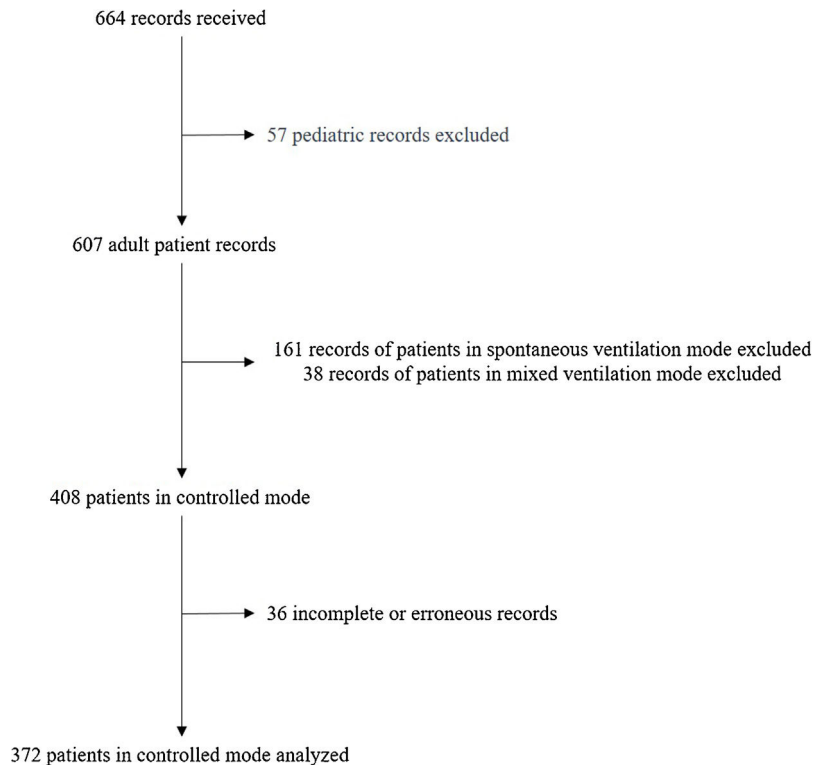 664 records received
57 pediatric records excluded
607 adult patient records
161 records of patients in spontaneous ventilation mode excluded
38 records of patients in mixed ventilation mode excluded
408 patients in controlled mode
36 incomplete or erroneous records
372 patients in controlled mode analyzed